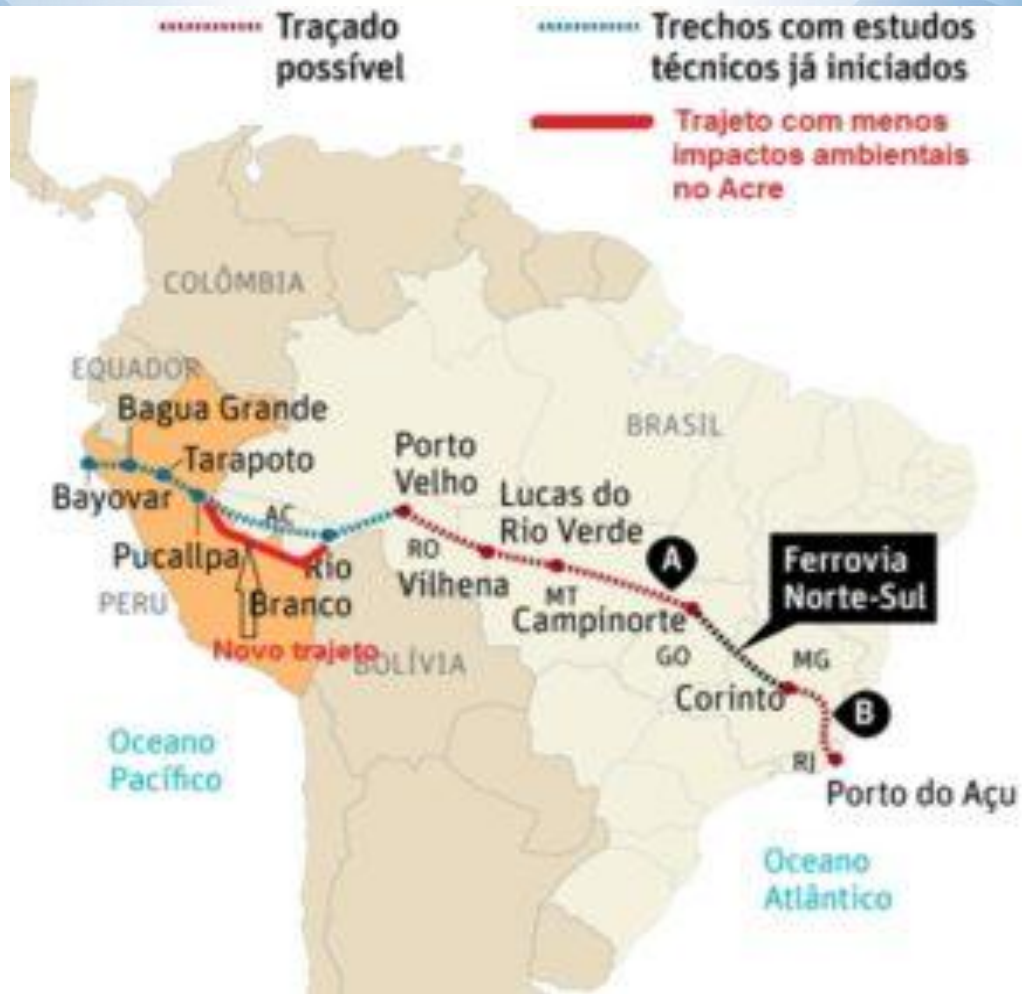 Traçado
possível
Trechos com estudos
técnicos já iniciados
Trajeto com menos
impactos ambientais
no Acre
COLÔMBIA
EQUADOR
Bagua Grande
BRASIL
Tarapoto
Porto
Velho
Bayovar
Lucas do
Rio Verde
AC
A
Ferrovia
Norte-Sul
Pucallpa
Rio
Branco
RO
Vilhena
MT
Campinorte
PERU
Novo trajeto
BOLÍVIA
GO
MG
Corinto
B
Oceano
Pacífico
RJ
Porto do Açu
Oceano
Atlântico